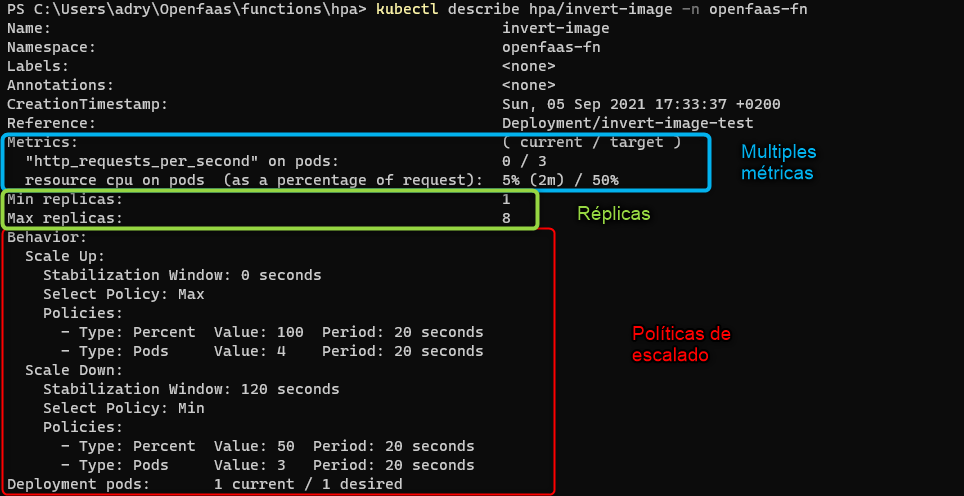 PS C:\Users\adry\Openfaas\functions\hpa> kubectl describe hpa/invert-image -n openfaas-fn
Name: invert-image
Namespace: openfaas-fn
Labels: <none>
Annotations: <none>
CreationTimestamp: Sun, 05 Sep 2021 17:33:37 +0200
Reference: Deployment/invert-image-test
Metrics: ( current / target )
"http_requests_per_second" on pods: 0 / 3
resource cpu on pods (as a percentage of request): 5% (2m) / 50%
Multiples
métricas
Min replicas: 1
Max replicas: 8
Réplicas
Behavior:
Scale Up:
Stabilization Window: 0 seconds
Select Policy: Max
Policies:
- Type: Percent Value: 100 Period: 20 seconds
- Type: Pods Value: 4 Period: 20 seconds
Scale Down:
Stabilization Window: 120 seconds
Select Policy: Min
Policies:
- Type: Percent Value: 50 Period: 20 seconds
- Type: Pods Value: 3 Period: 20 seconds
Deployment pods: 1 current / 1 desired
Políticas de
escalado